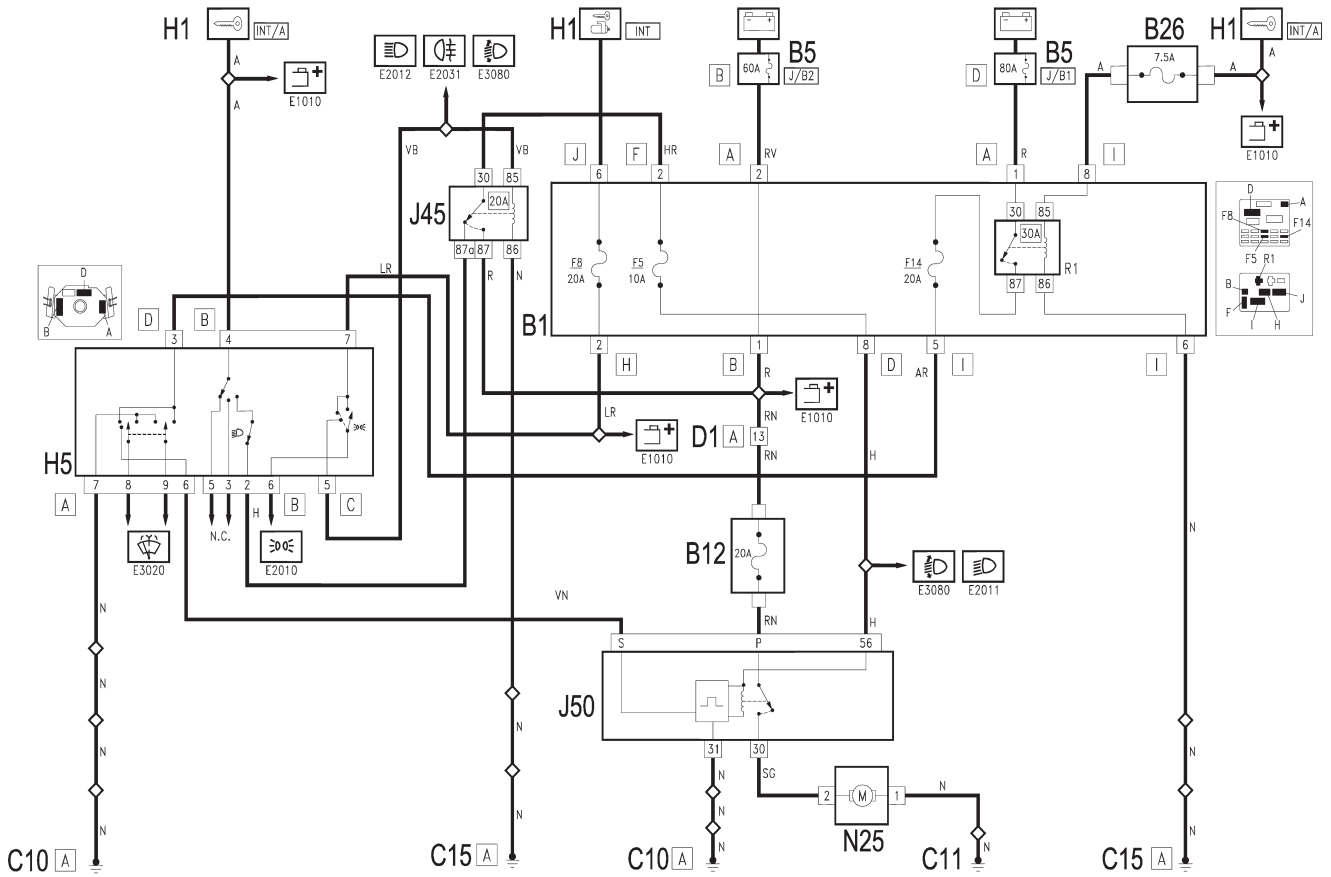 H1
INT/A
H1
INT
B5
60A
J/B2
B
B5
80A
J/B1
D
B26
7.5A
H1
INT/A
A
A
A
A
E1010
A
E2012
E2031
E3080
E1010
VB
VB
HR
RV
R
J
F
A
A
I
6
2
2
1
8
30
85
20A
J45
87a
87
86
R
N
LR
F8
20A
F5
10A
F14
20A
30
85
30A
R1
87
86
B1
D
A
F8
F14
F5
R1
B
J
F
I
H
D
B
A
D
B
3
4
7
2
H
1
B
8
D
5
I
6
I
R
AR
LR
RN
E1010
E1010
D1
A
13
RN
H
H5
A
7
8
9
6
5
3
2
6
B
5
C
H
N.C.
E3020
E2010
N
B12
20A
RN
E3080
E2011
H
VN
N
N
N
N
S
P
56
J50
31
30
SG
N
N
N
N
N
N
2
M
1
N
N
N25
N
N
C10
A
C15
A
C10
A
C11
C15
A